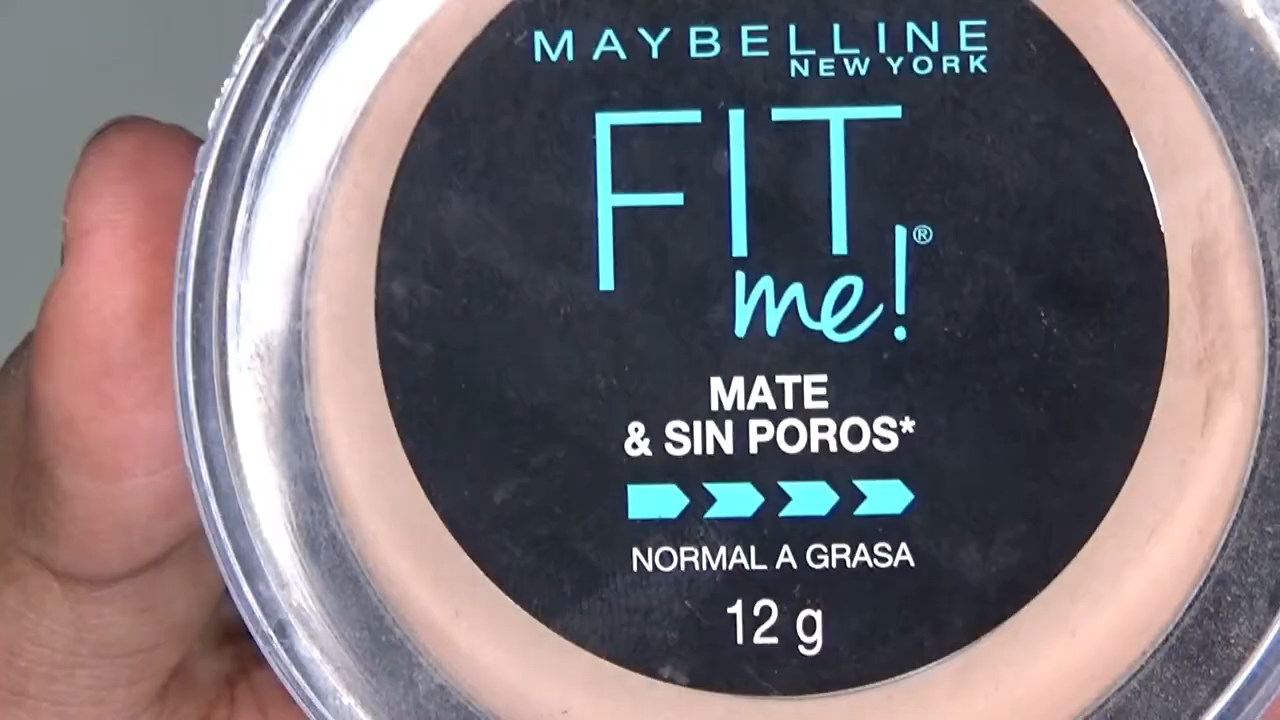 MAYBELLINE
NEW YORK
FIT
me!®
MATE
& SIN POROS*
NORMAL A GRASA
12 g